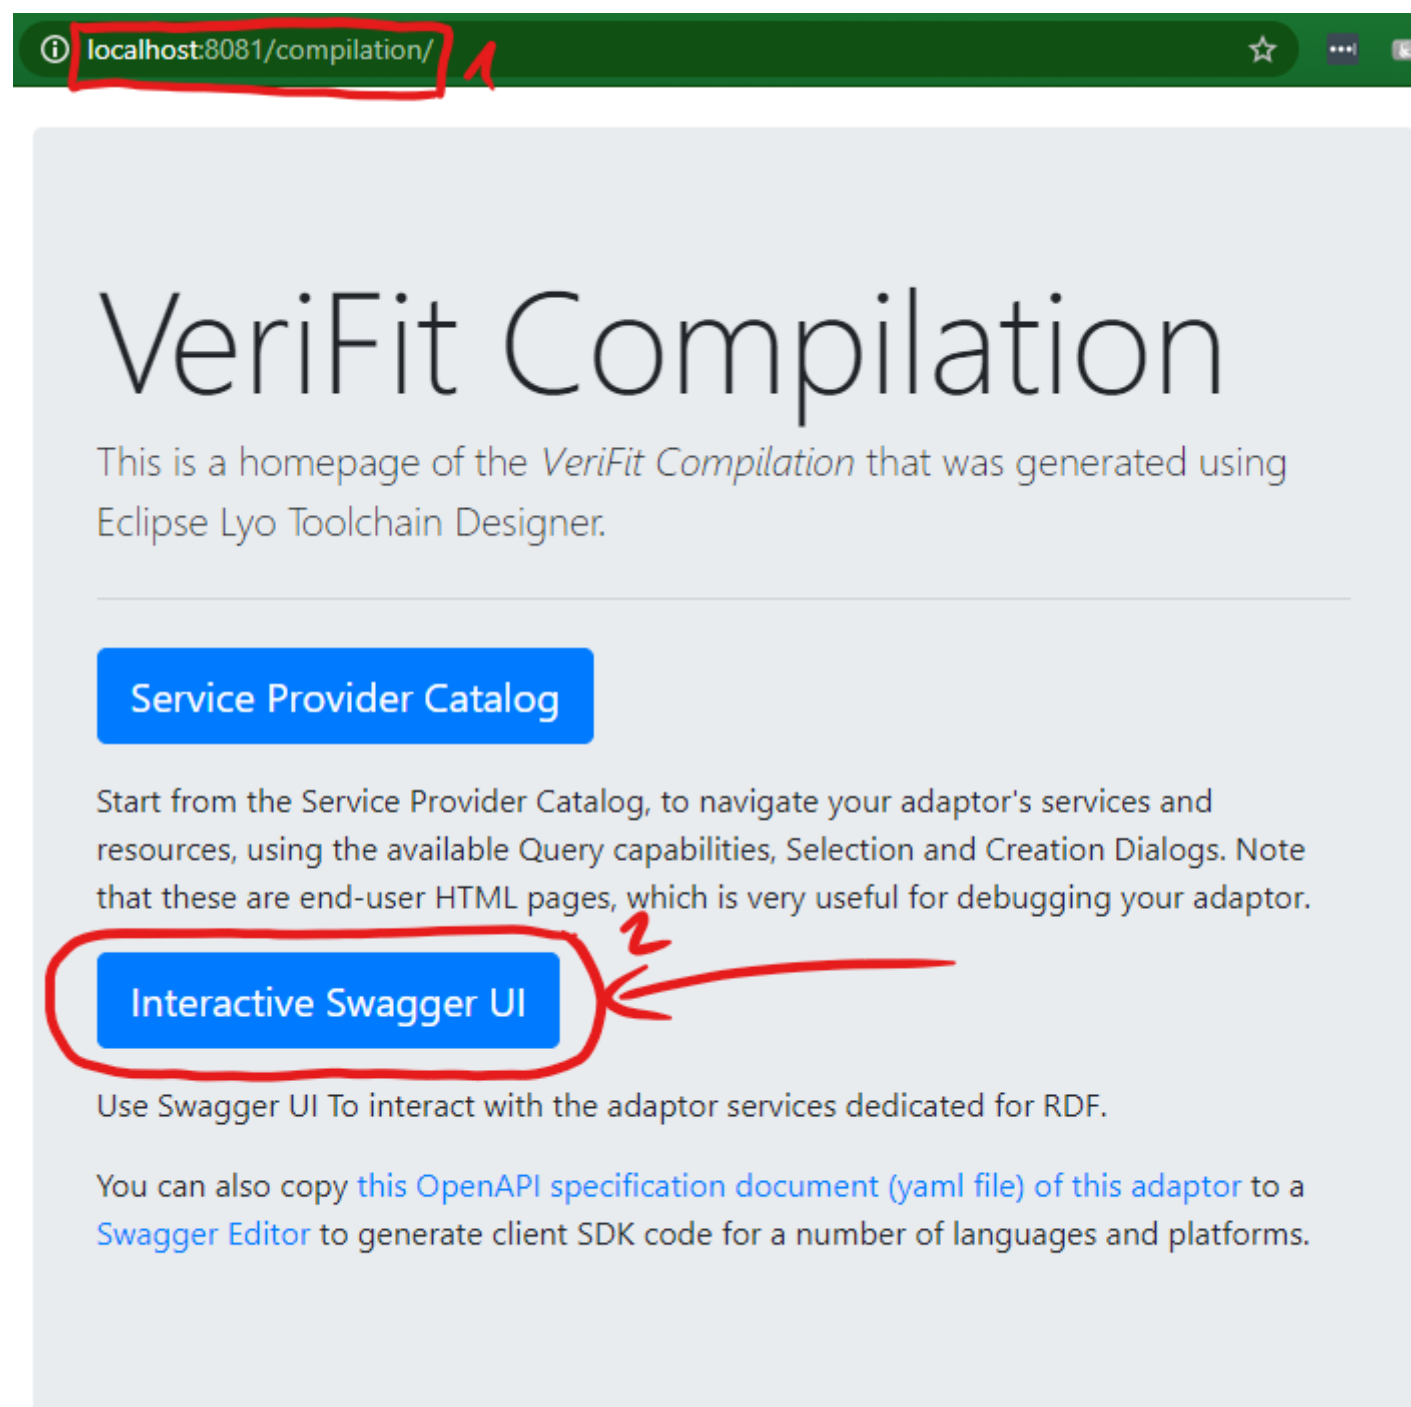 localhost:8081/compilation/
1
VeriFit Compilation
This is a homepage of the VeriFit Compilation that was generated using
Eclipse Lyo Toolchain Designer.
Service Provider Catalog
Start from the Service Provider Catalog, to navigate your adaptor's services and
resources, using the available Query capabilities, Selection and Creation Dialogs. Note
that these are end-user HTML pages, which is very useful for debugging your adaptor.
2
Interactive Swagger UI
Use Swagger UI To interact with the adaptor services dedicated for RDF.
You can also copy this OpenAPI specification document (yaml file) of this adaptor to a
Swagger Editor to generate client SDK code for a number of languages and platforms.